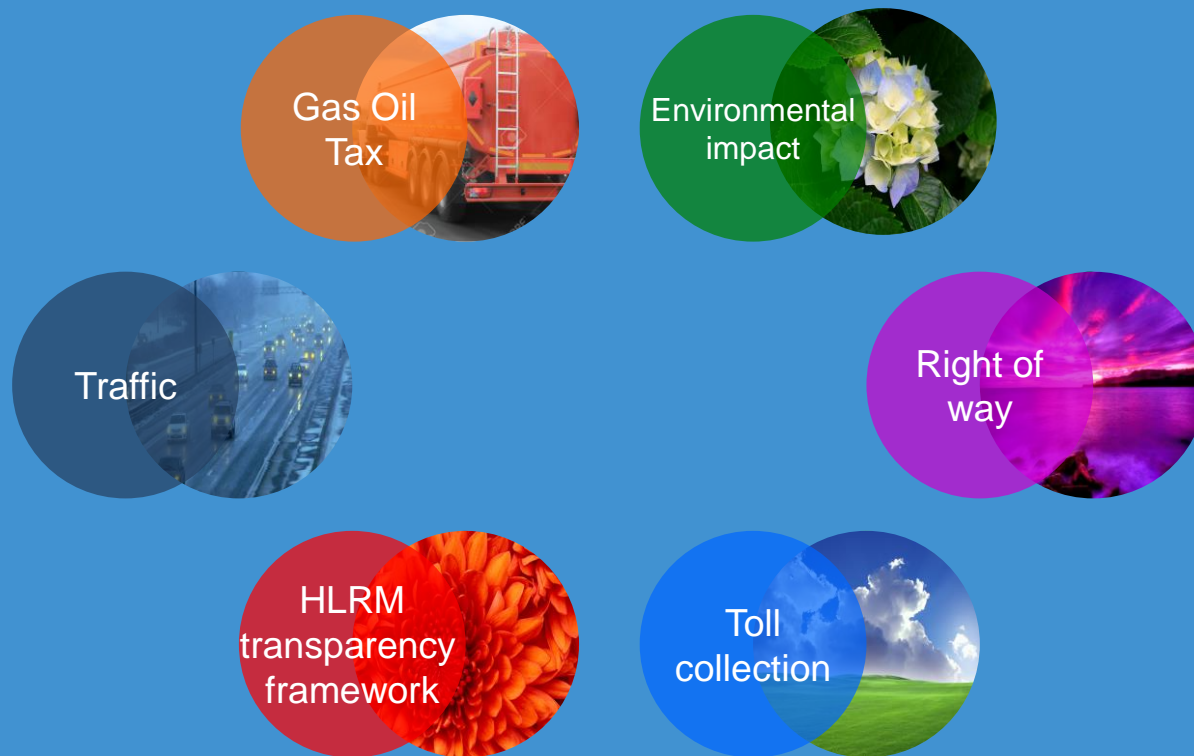 Gas Oil
Tax
Environmental
impact
Traffic
Right of
way
HLRM
transparency
framework
Toll
collection